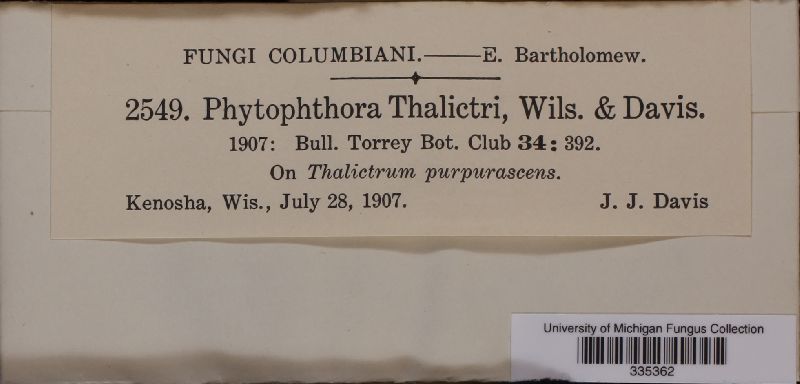 FUNGI COLUMBIANI.——E. Bartholomew.
2549. Phytophthora Thalictri, Wils. & Davis.
1907: Bull. Torrey Bot. Club 34: 392.
On Thalictrum purpurascens.
Kenosha, Wis., July 28, 1907. J. J. Davis
University of Michigan Fungus Collection
335362